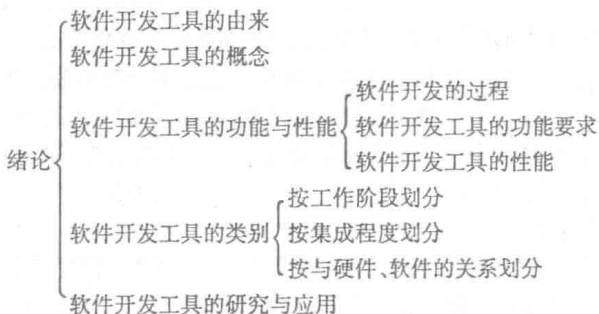 绪论
软件开发工具的由来
软件开发工具的概念
软件开发工具的功能与性能
软件开发的过程
软件开发工具的功能要求
软件开发工具的性能
软件开发工具的类别
按工作阶段划分
按集成程度划分
按与硬件、软件的关系划分
软件开发工具的研究与应用